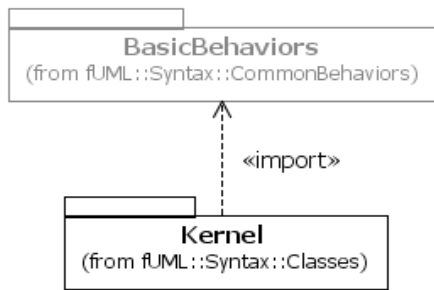 BasicBehaviors
(from fUML::Syntax::CommonBehaviors)
«import»
Kernel
(from fUML::Syntax::Classes)